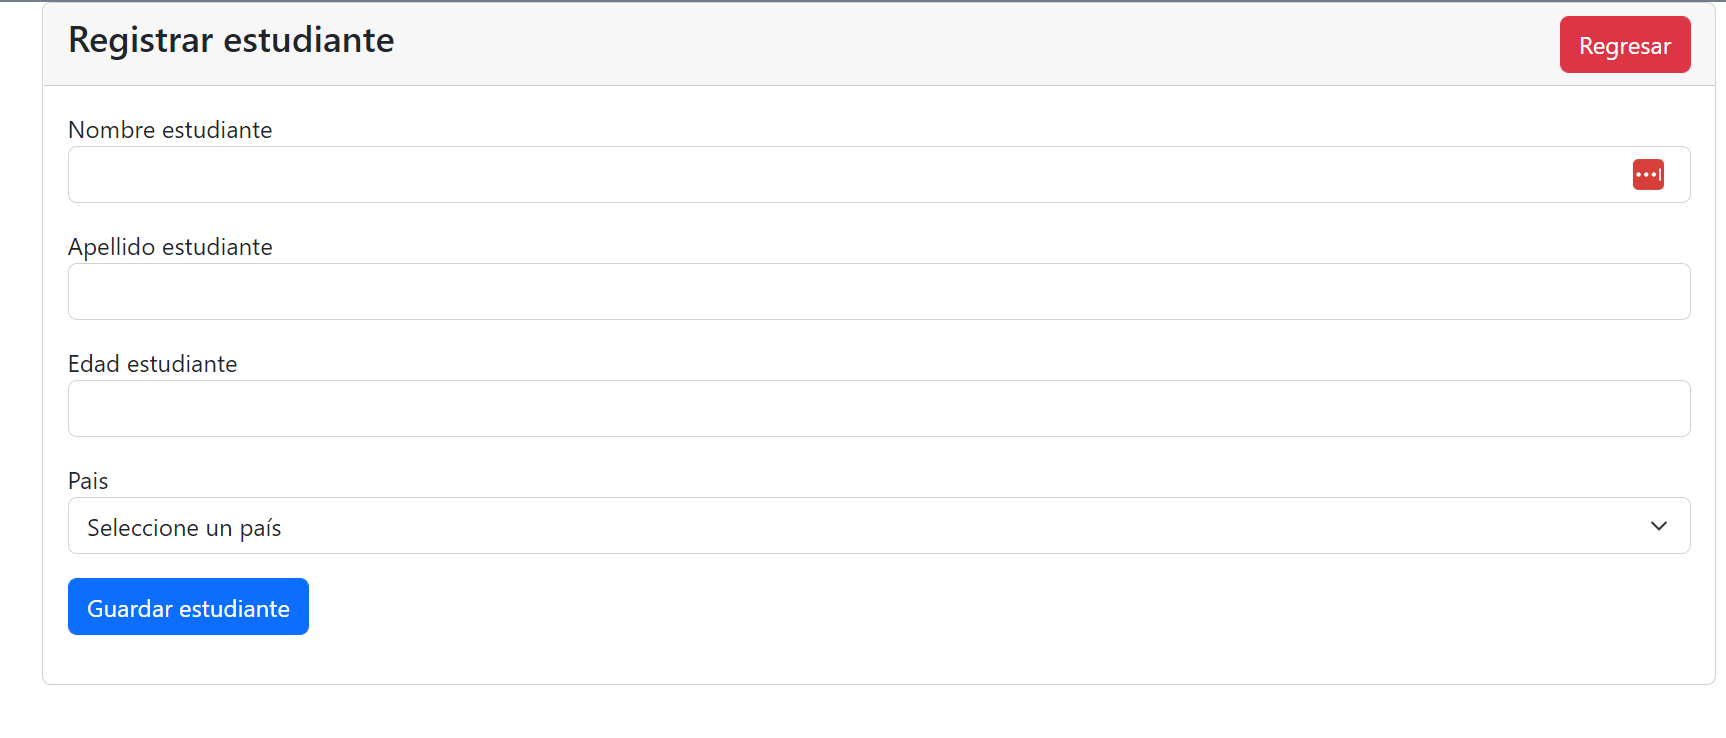 Registrar estudiante
Regresar
Nombre estudiante
Apellido estudiante
Edad estudiante
Pais
Seleccione un país
Guardar estudiante